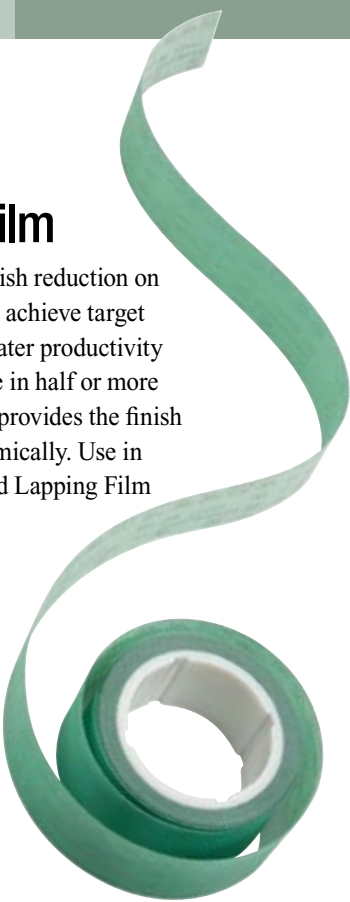 ilm
ish reduction on
achieve target
ater productivity
e in half or more
provides the finish
mically. Use in
d Lapping Film